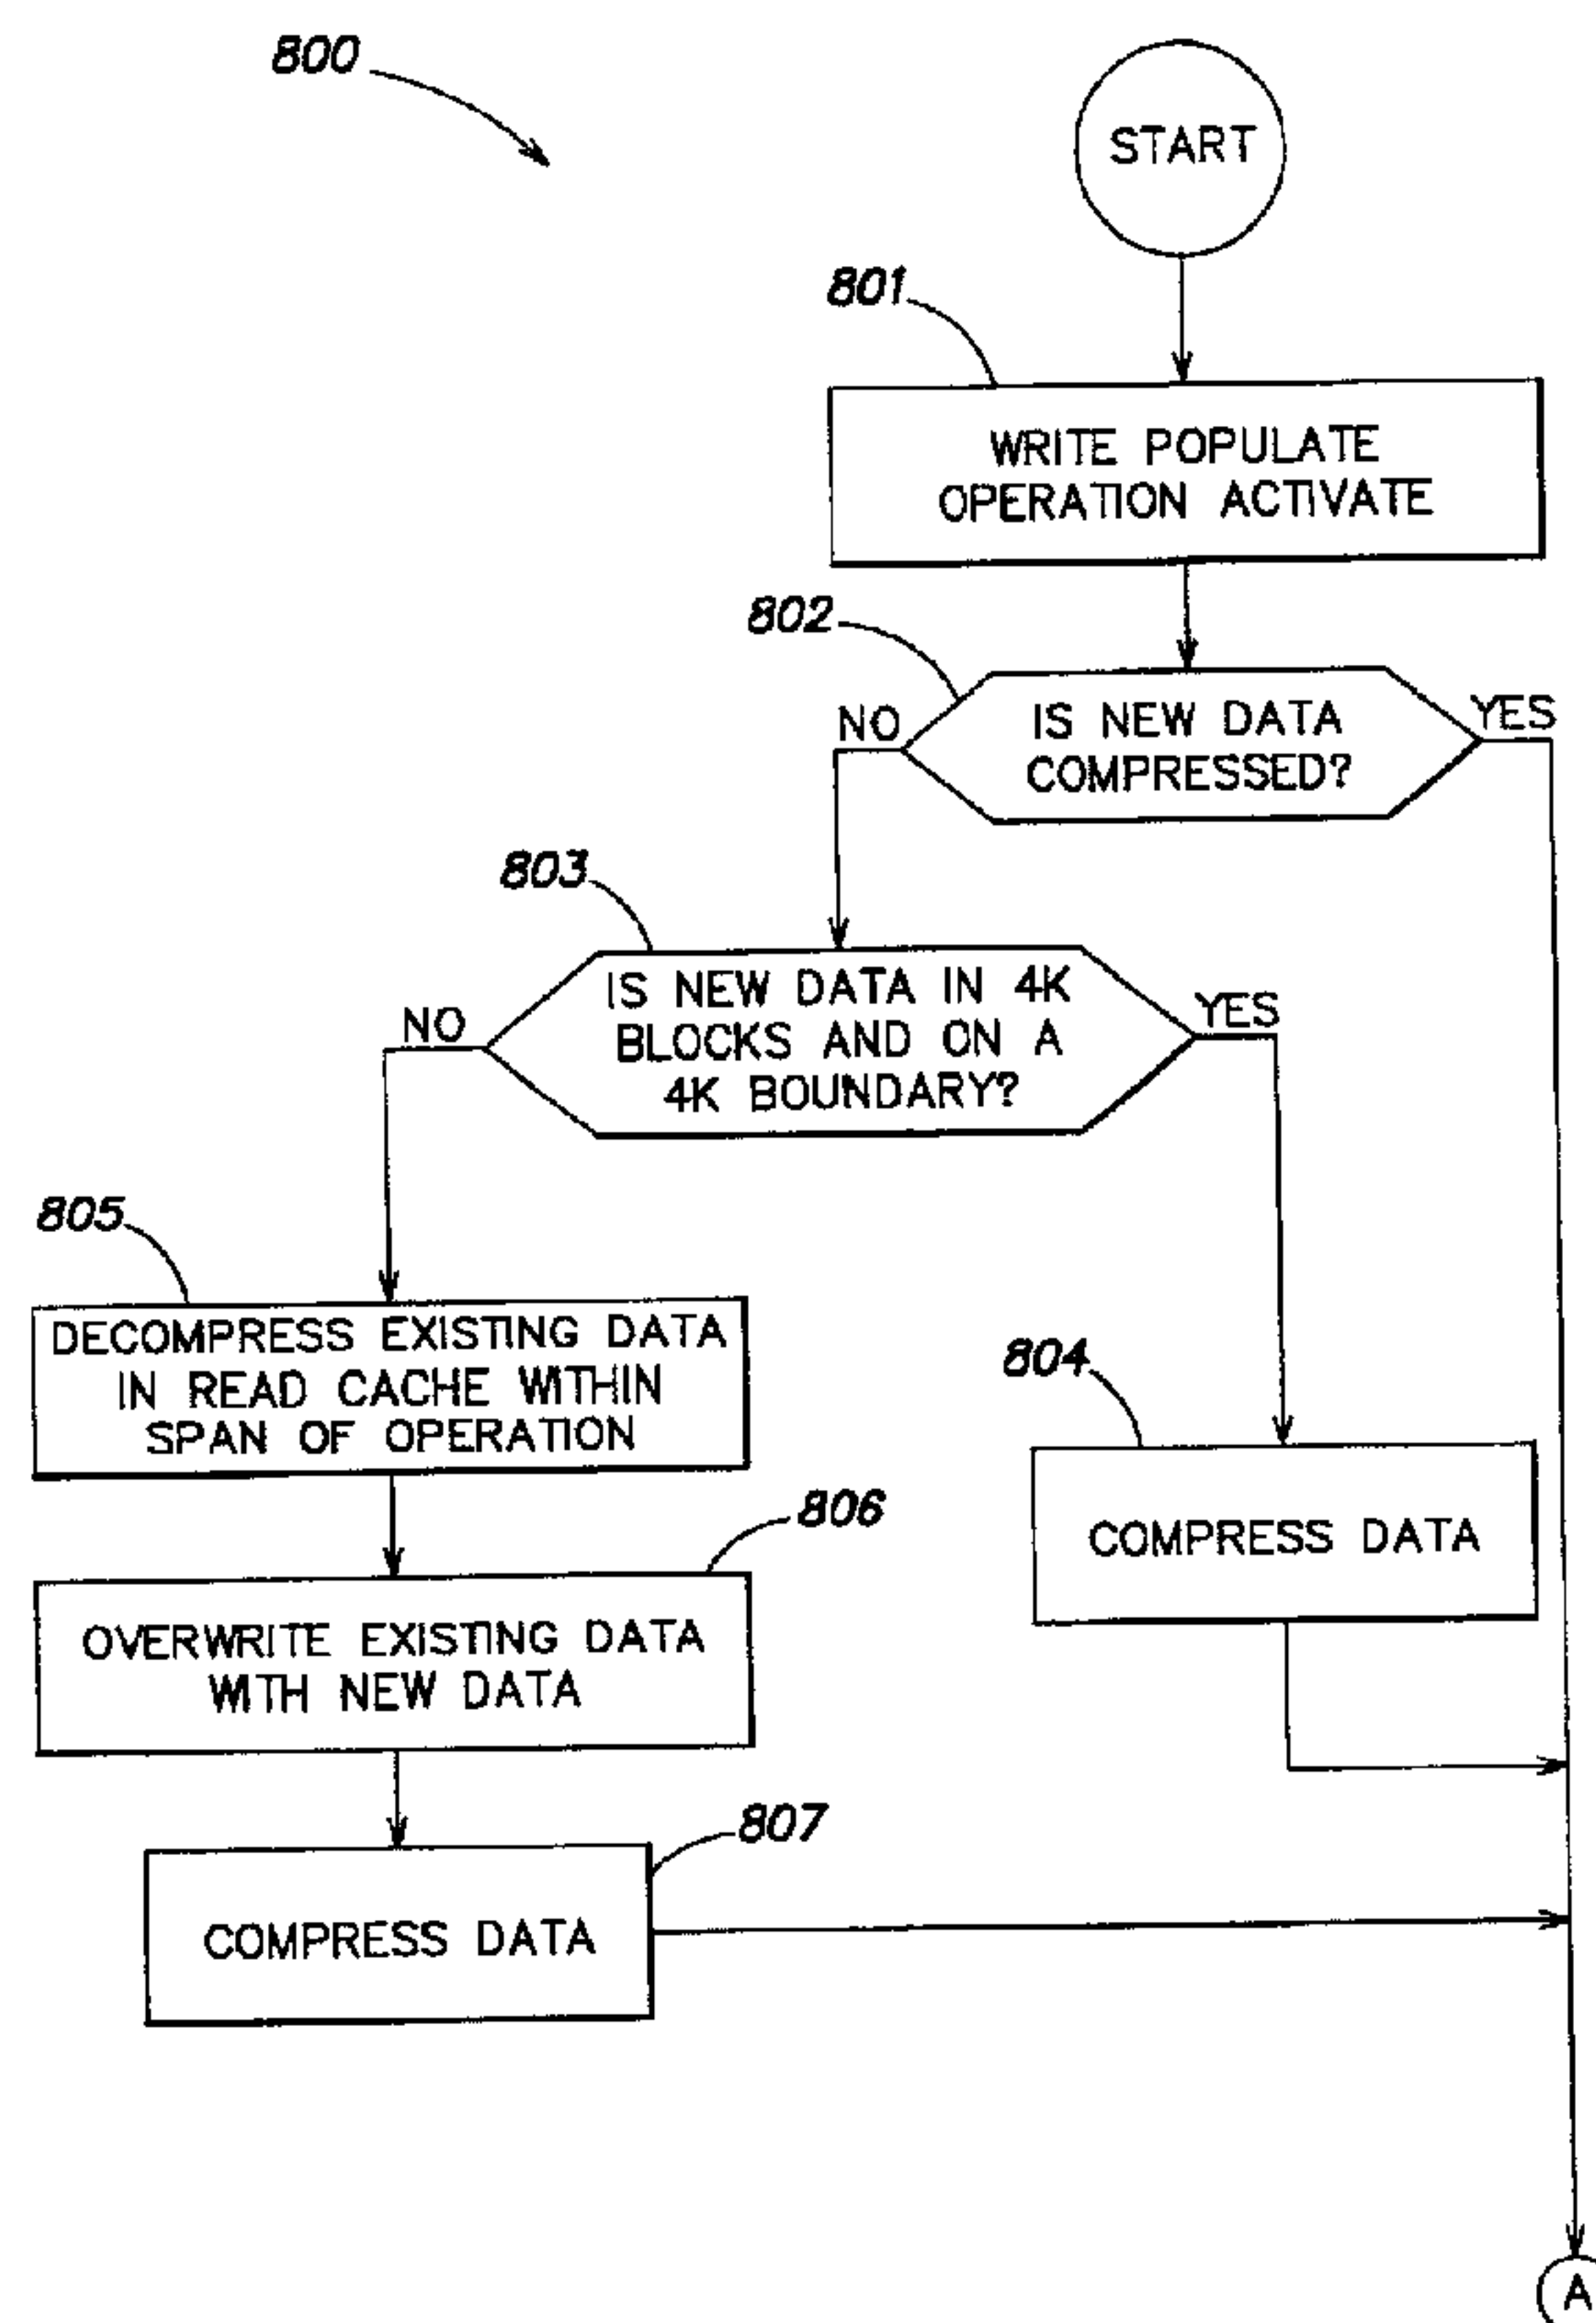 800
START
801
WRITE POPULATE
OPERATION ACTIVATE
802
NO
IS NEW DATA
COMPRESSED?
YES
803
NO
IS NEW DATA IN 4K
BLOCKS AND ON A
4K BOUNDARY?
YES
805
DECOMPRESS EXISTING DATA
IN READ CACHE WITHIN
SPAN OF OPERATION
804
COMPRESS DATA
806
OVERWRITE EXISTING DATA
WITH NEW DATA
807
COMPRESS DATA
A